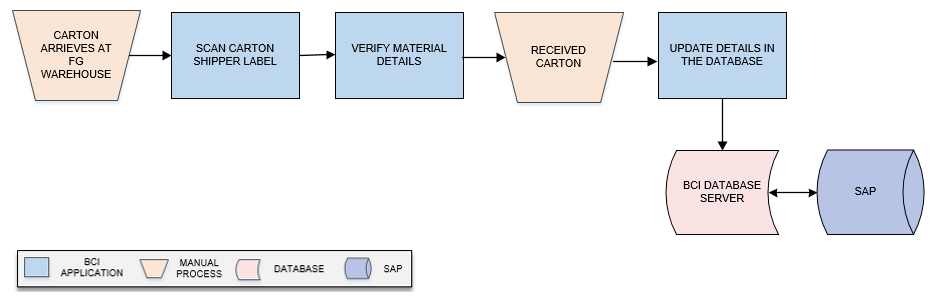 CARTON
ARRIEVES AT
FG
WAREHOUSE
SCAN CARTON
SHIPPER LABEL
VERIFY MATERIAL
DETAILS
RECEIVED
CARTON
UPDATE DETAILS IN
THE DATABASE
BCI DATABASE
SERVER
SAP
BCI
APPLICATION
MANUAL
PROCESS
DATABASE
SAP